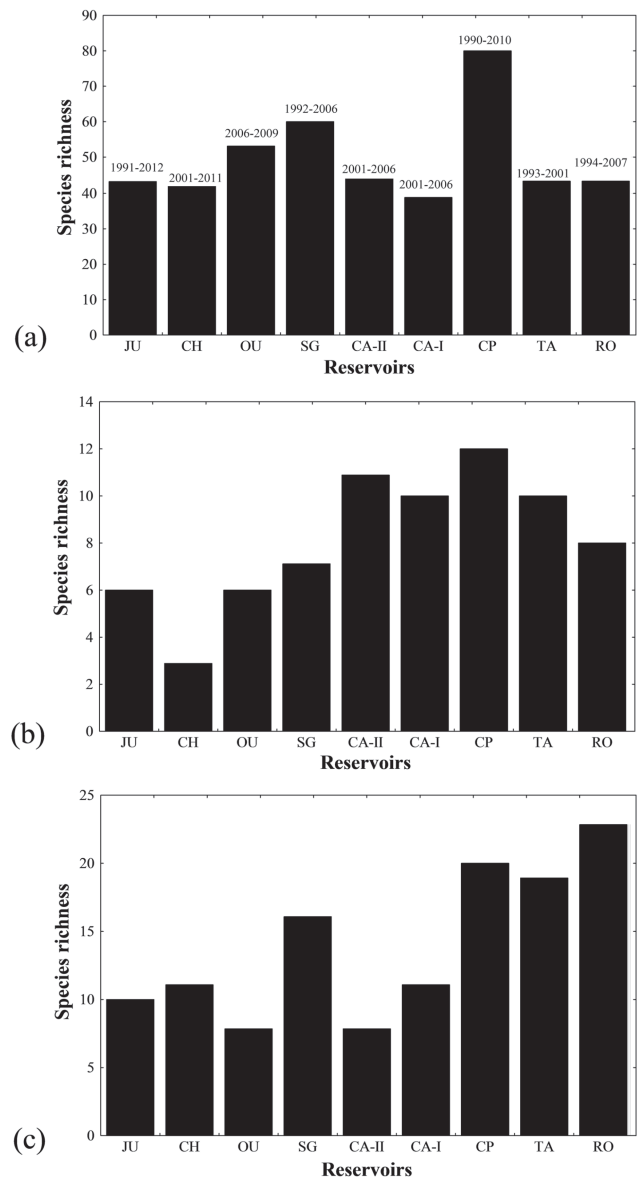 90
80
70
60
50
40
30
20
10
0
Species richness
1991-2012
2001-2011
2006-2009
1992-2006
2001-2006
2001-2006
1990-2010
1993-2001
1994-2007
JU CH OU SG CA-II CA-I CP TA RO
Reservoirs
(a)
14
12
10
8
6
4
2
0
Species richness
JU CH OU SG CA-II CA-I CP TA RO
Reservoirs
(b)
25
20
15
10
5
0
Species richness
JU CH OU SG CA-II CA-I CP TA RO
Reservoirs
(c)